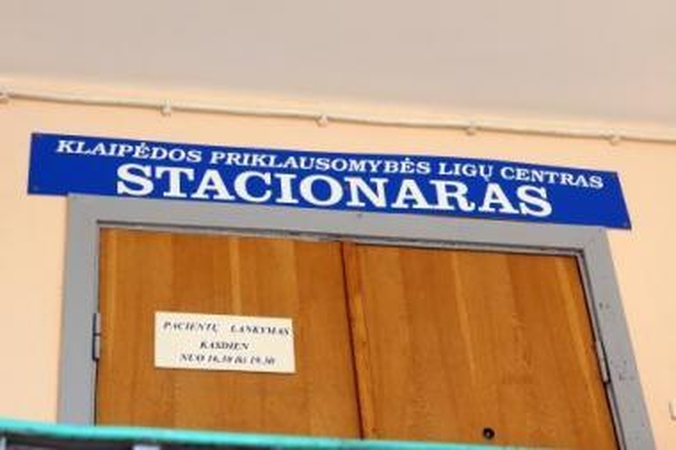 KLAIPĖDOS PRIKLAUSOMYBĖS LIGŲ CENTRAS
STACIONARAS
PACIENTŲ LANKYMAS
KASDIEN
NUO 16.30 iki 19.30